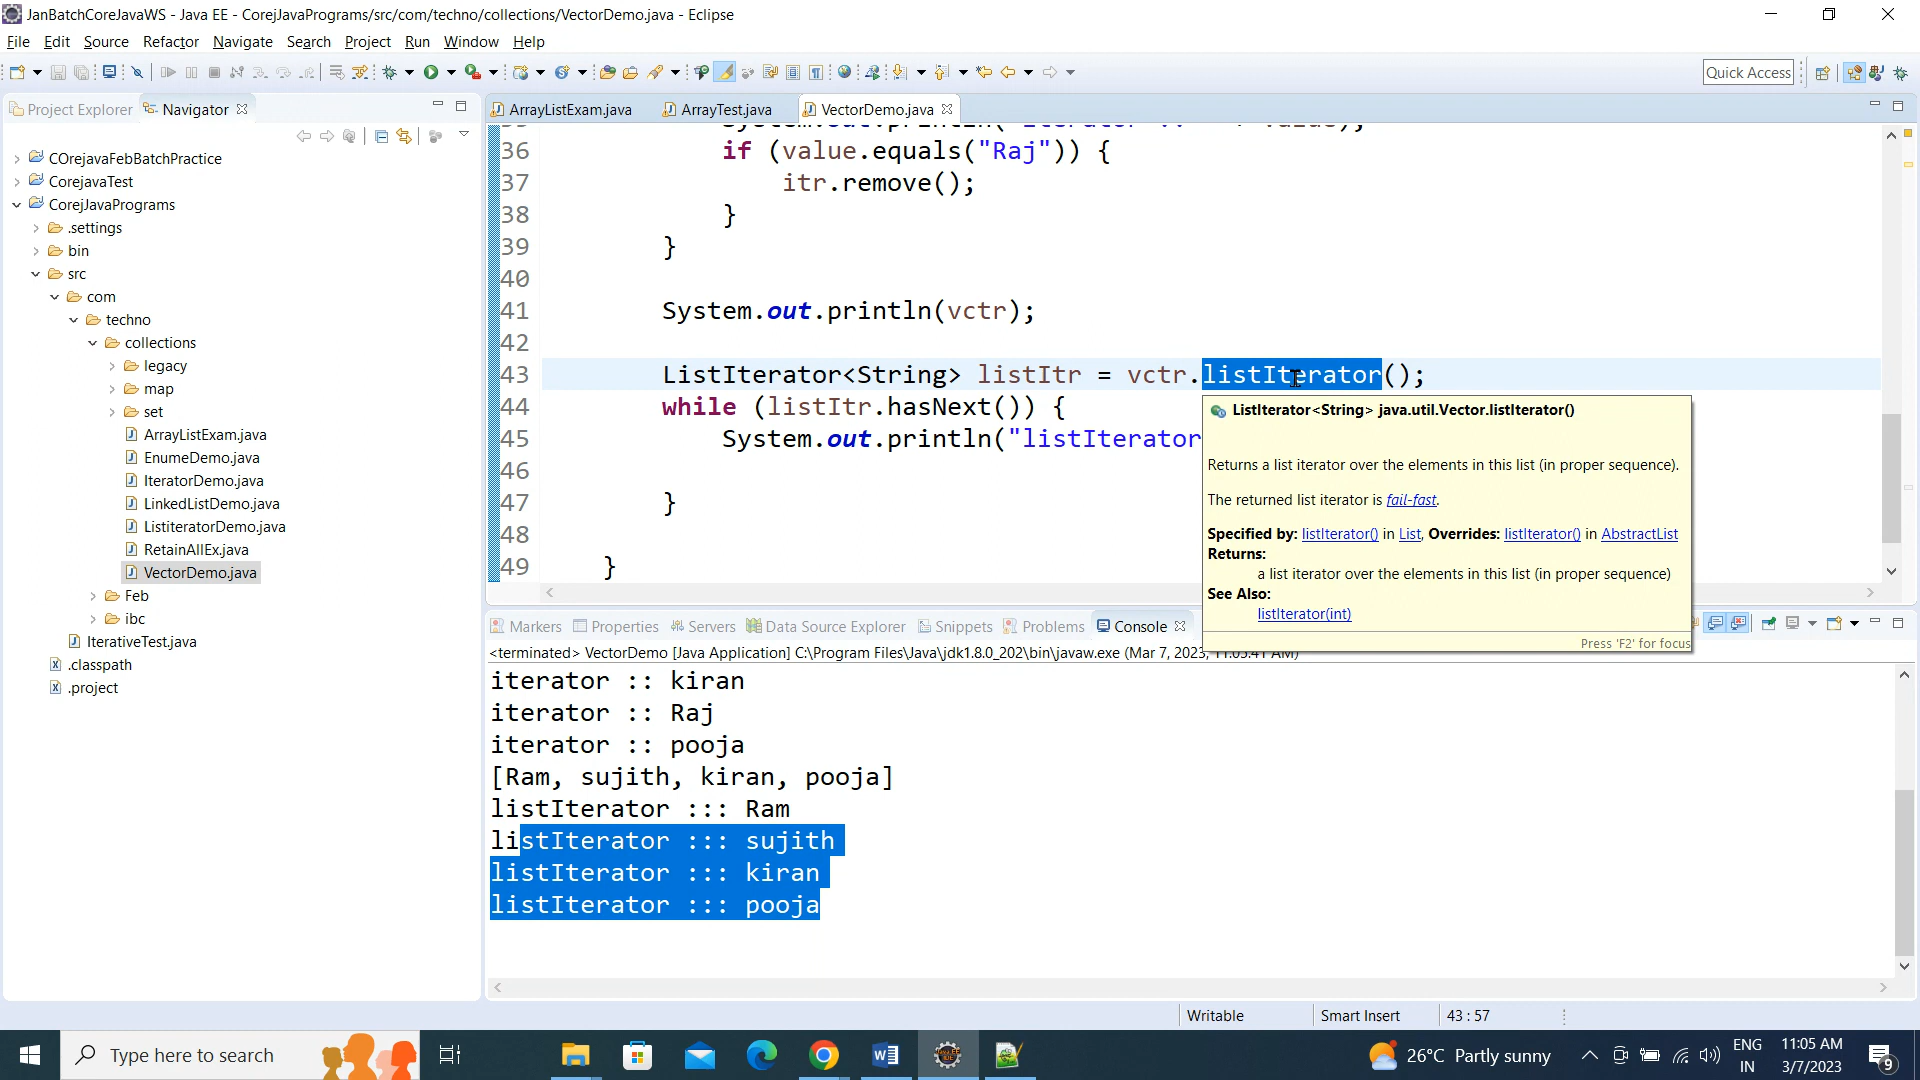 JanBatchCoreJavaWS - Java EE - CorejJavaPrograms/src/com/techno/collections/VectorDemo.java - Eclipse
File Edit Source Refactor Navigate Search Project Run Window Help
Quick Access
Project Explorer Navigator
ArrayListExam.java ArrayTest.java VectorDemo.java
COrejavaFebBatchPractice
CorejavaTest
CorejJavaPrograms
.settings
bin
src
com
techno
collections
legacy
map
set
ArrayListExam.java
EnumeDemo.java
IteratorDemo.java
LinkedListDemo.java
ListiteratorDemo.java
RetainAllEx.java
VectorDemo.java
Feb
ibc
IterativeTest.java
.classpath
.project
36 if (value.equals("Raj")) {
37 itr.remove();
38 }
39 }
40
41 System.out.println(vctr);
42
43 ListIterator<String> listItr = vctr.listIterator();
44 while (listItr.hasNext()) {
45 System.out.println("listIterator
46
47 }
48
49 }
ListIterator<String> java.util.Vector.listIterator()
Returns a list iterator over the elements in this list (in proper sequence).
The returned list iterator is fail-fast.
Specified by: listIterator() in List, Overrides: listIterator() in AbstractList
Returns:
a list iterator over the elements in this list (in proper sequence)
See Also:
listIterator(int)
Press 'F2' for focus
Markers Properties Servers Data Source Explorer Snippets Problems Console
<terminated> VectorDemo [Java Application] C:\Program Files\Java\jdk1.8.0_202\bin\javaw.exe (Mar 7, 2023, 11:05:41 AM)
iterator :: kiran
iterator :: Raj
iterator :: pooja
[Ram, sujith, kiran, pooja]
listIterator ::: Ram
listIterator ::: sujith
listIterator ::: kiran
listIterator ::: pooja
Writable Smart Insert 43 : 57
Type here to search
26°C Partly sunny
ENG
IN
11:05 AM
3/7/2023
9